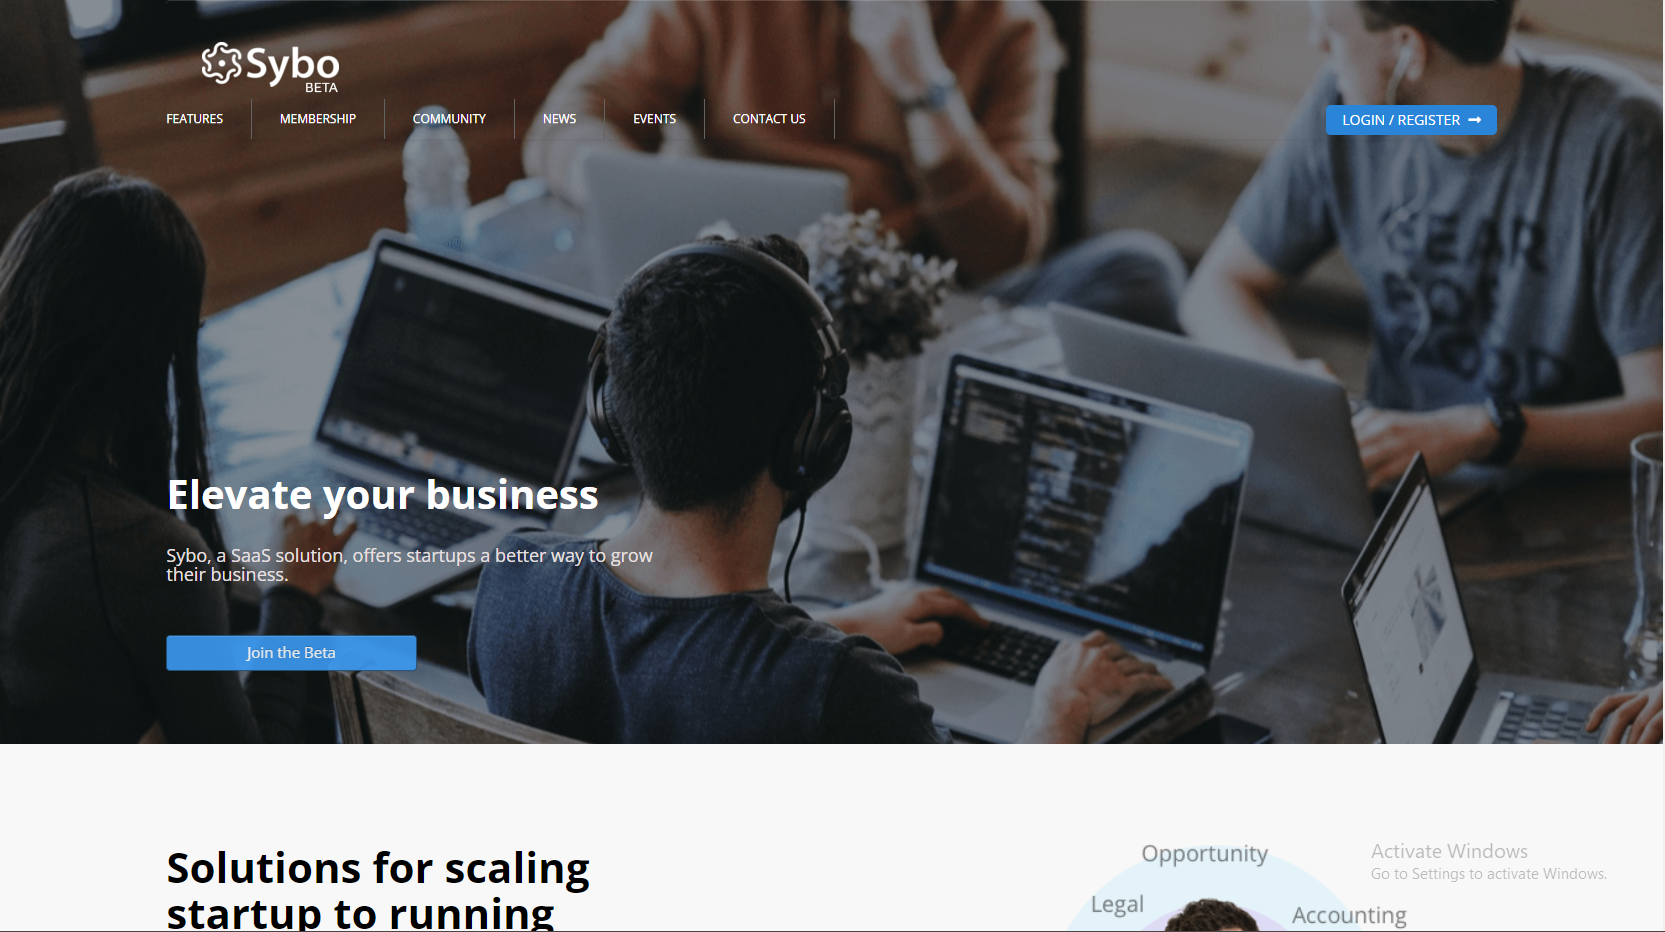 Sybo
BETA
FEATURES
MEMBERSHIP
COMMUNITY
NEWS
EVENTS
CONTACT US
LOGIN / REGISTER
Elevate your business
Sybo, a SaaS solution, offers startups a better way to grow
their business.
Join the Beta
Solutions for scaling
startup to running
Opportunity
Legal
Accounting
Activate Windows
Go to Settings to activate Windows.